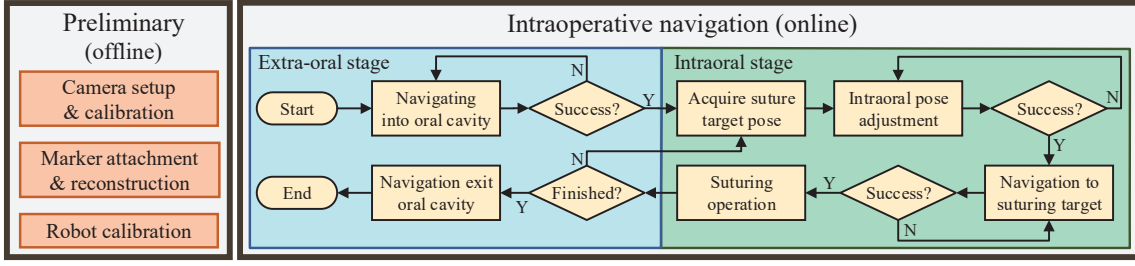 Preliminary
(offline)
Camera setup
& calibration
Marker attachment
& reconstruction
Robot calibration
Intraoperative navigation (online)
Extra-oral stage
Start
Navigating
into oral cavity
Success?
N
Y
Finished?
N
Y
Navigation exit
oral cavity
End
Intraoral stage
Acquire suture
target pose
Intraoral pose
adjustment
Success?
N
Y
Navigation to
suturing target
Success?
N
Y
Suturing
operation